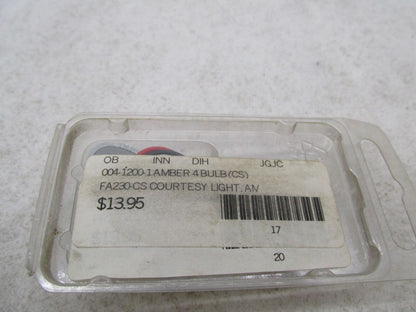 OB INN DIH JGJC
004-1200-1 AMBER 4 BULB (CS)
FA230-CS COURTESY LIGHT, AM
$13.95
17
20